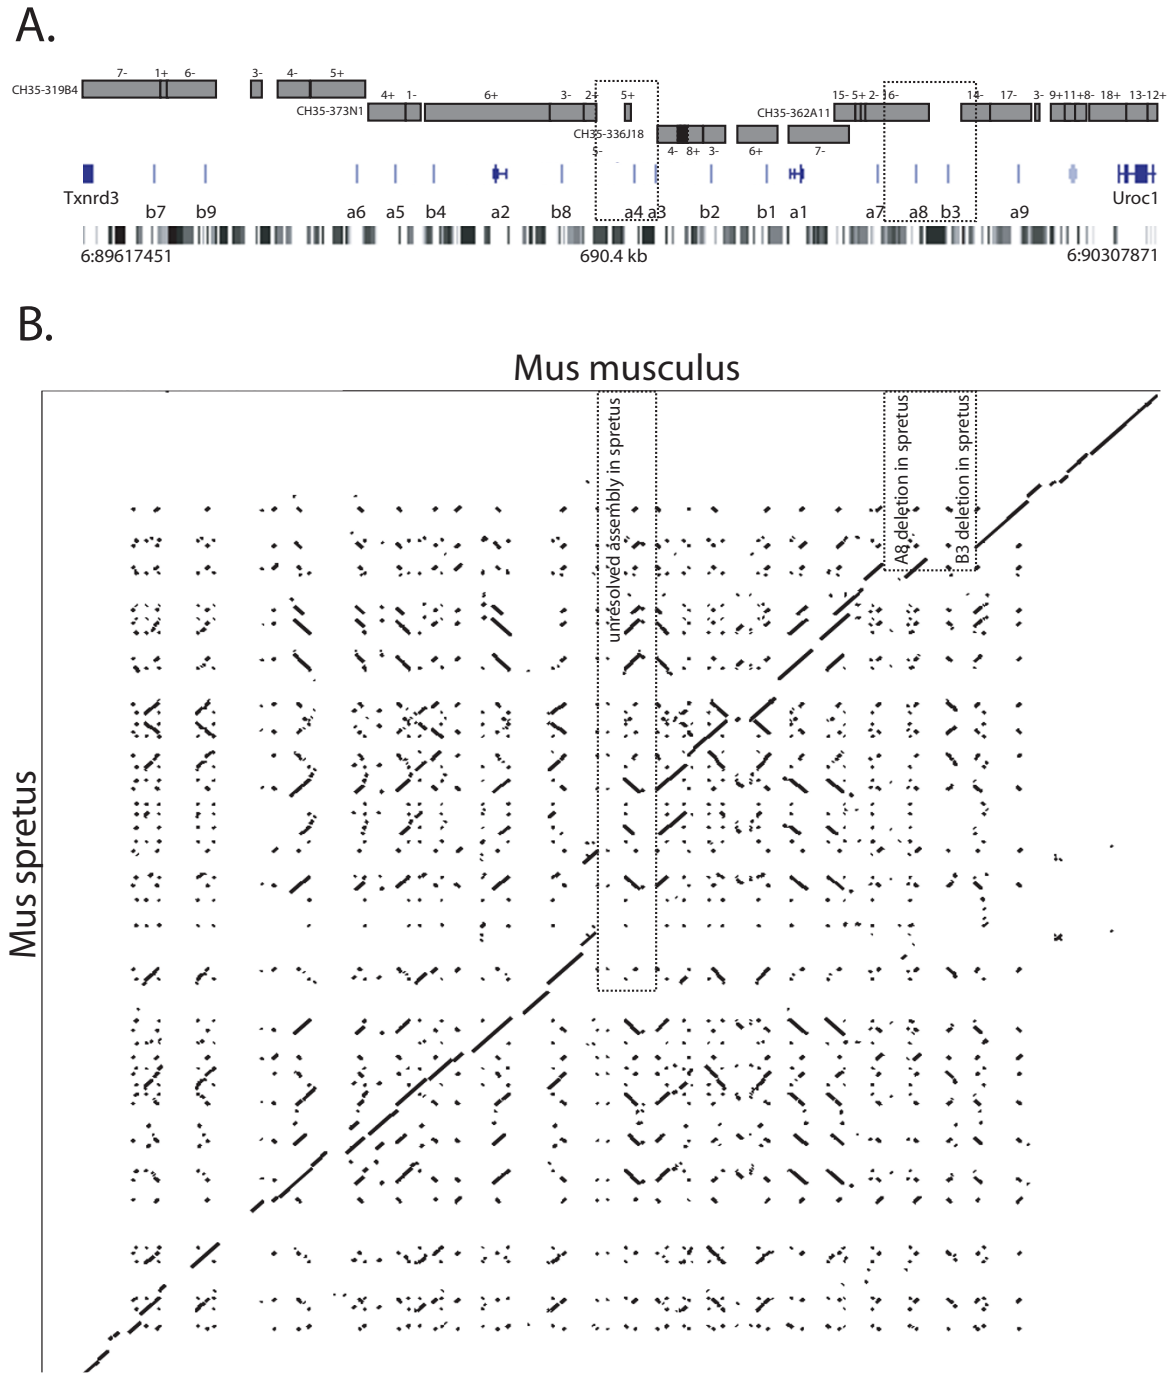 A.
7- 1+ 6- 3- 4- 5+
CH35-319B4
4+ 1- 6+ 3- 2+ 5+ 15- 5+ 2- 16- 14- 17- 3- 9+11+8- 18+ 13-12+
CH35-373N1 CH35-362A11
CH35-336J18
5- 4- 8+ 3- 6+ 7-
Txnrd3 Uroc1
b7 b9 a6 a5 b4 a2 b8 a4 a3 b2 b1 a1 a7 a8 b3 a9
6:89617451 690.4 kb 6:90307871
B.
Mus musculus
unresolved assembly in spretus
A8 deletion in spretus
B3 deletion in spretus
Mus spretus